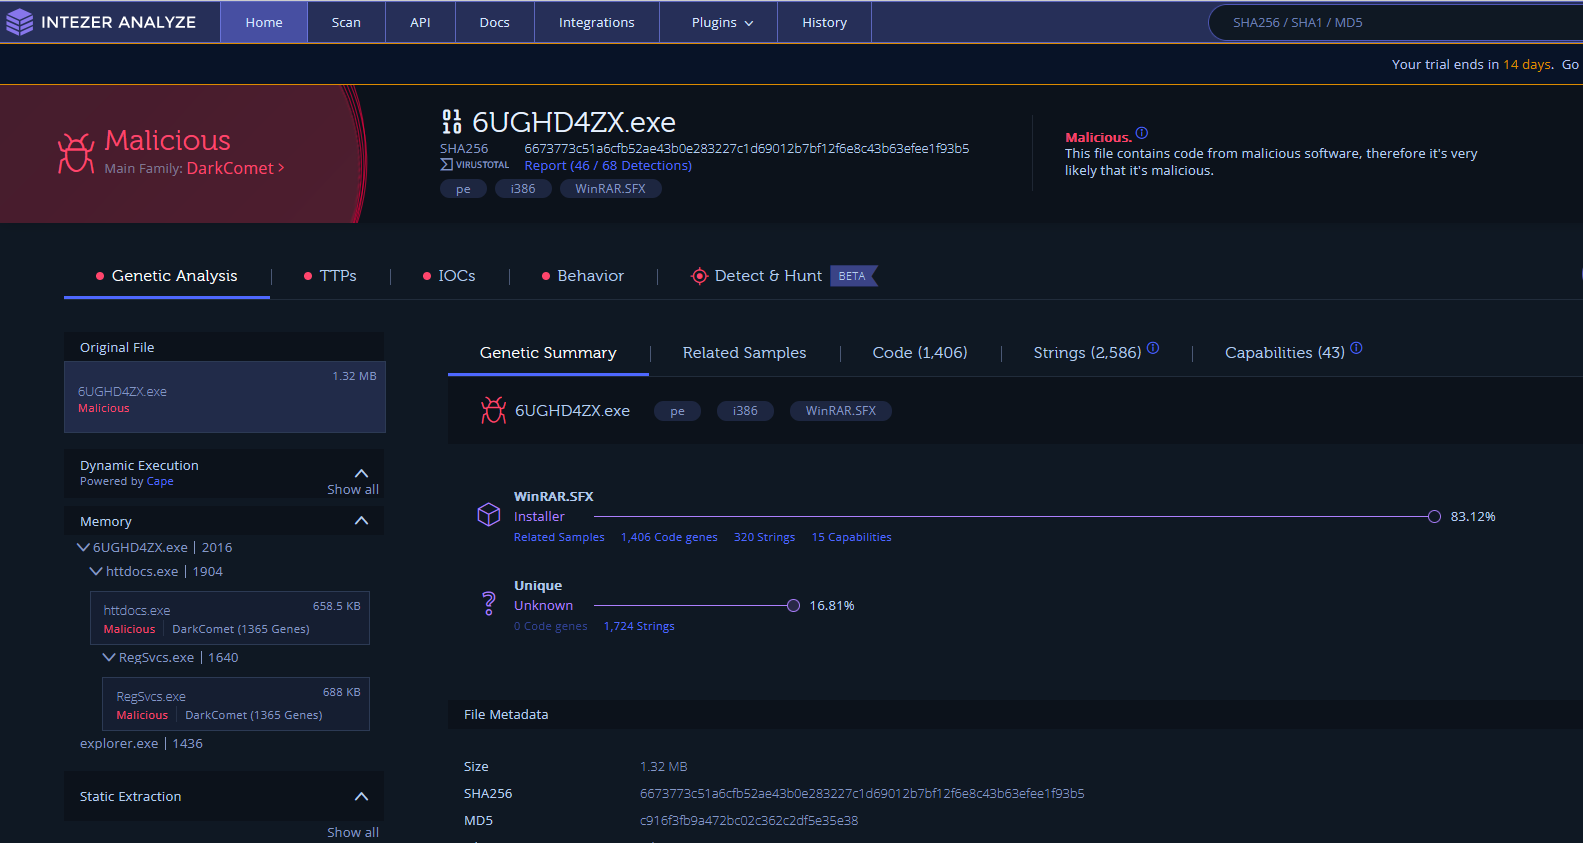 INTEZER ANALYZE Home Scan API Docs Integrations Plugins History SHA256 / SHA1 / MD5
Your trial ends in 14 days. Go
Malicious
Main Family: DarkComet >
01
10
6UGHD4ZX.exe
SHA256 6673773c51a6cfb52ae43b0e283227c1d69012b7bf12f6e8c43b63efee1f93b5
VIRUSTOTAL Report (46 / 68 Detections)
pe i386 WinRAR.SFX
Malicious.
This file contains code from malicious software, therefore it's very
likely that it's malicious.
Genetic Analysis | TTPs | IOCs | Behavior | Detect & Hunt BETA
Original File
1.32 MB
6UGHD4ZX.exe
Malicious
Dynamic Execution
Powered by Cape
Show all
Memory
6UGHD4ZX.exe | 2016
httdocs.exe | 1904
httdocs.exe 658.5 KB
Malicious DarkComet (1365 Genes)
RegSvcs.exe | 1640
RegSvcs.exe 688 KB
Malicious DarkComet (1365 Genes)
explorer.exe | 1436
Static Extraction
Show all
Genetic Summary | Related Samples | Code (1,406) | Strings (2,586) | Capabilities (43)
6UGHD4ZX.exe pe i386 WinRAR.SFX
WinRAR.SFX
Installer 83.12%
Related Samples 1,406 Code genes 320 Strings 15 Capabilities
Unique
Unknown 16.81%
0 Code genes 1,724 Strings
File Metadata
Size 1.32 MB
SHA256 6673773c51a6cfb52ae43b0e283227c1d69012b7bf12f6e8c43b63efee1f93b5
MD5 c916f3fb9a472bc02c362c2df5e35e38